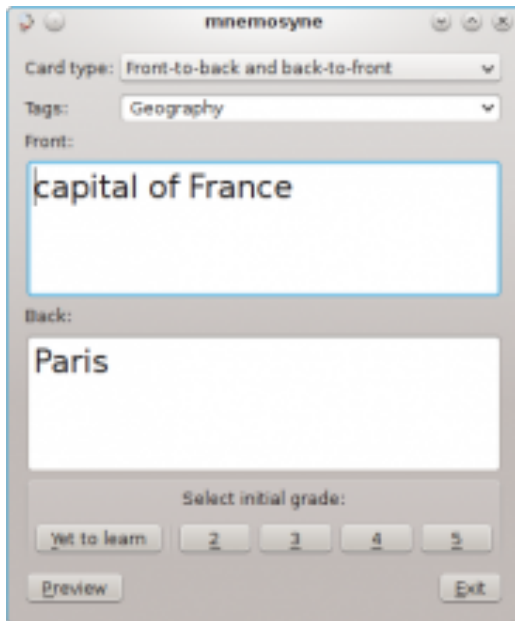 mnemosyne
Card type: Front-to-back and back-to-front
Tags: Geography
Front:
capital of France
Back:
Paris
Select initial grade:
Yet to learn 2 3 4 5
Preview Exit